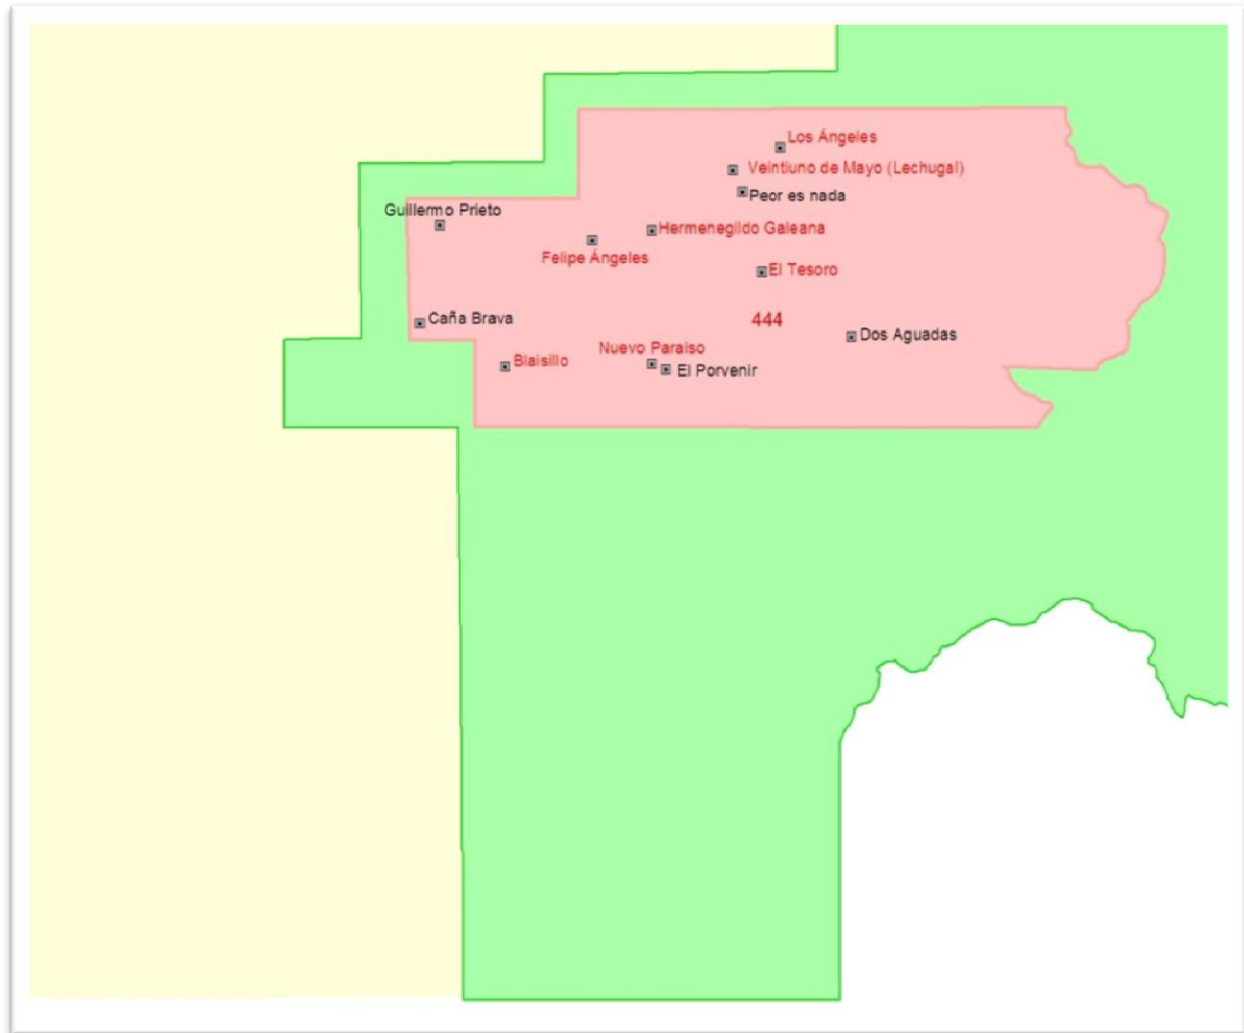 Los Ángeles
Veintiuno de Mayo (Lechugal)
Peor es nada
Guillermo Prieto
Hermenegildo Galeana
Felipe Ángeles
El Tesoro
Caña Brava
444
Dos Aguadas
Nuevo Paraiso
Blaisillo
El Porvenir